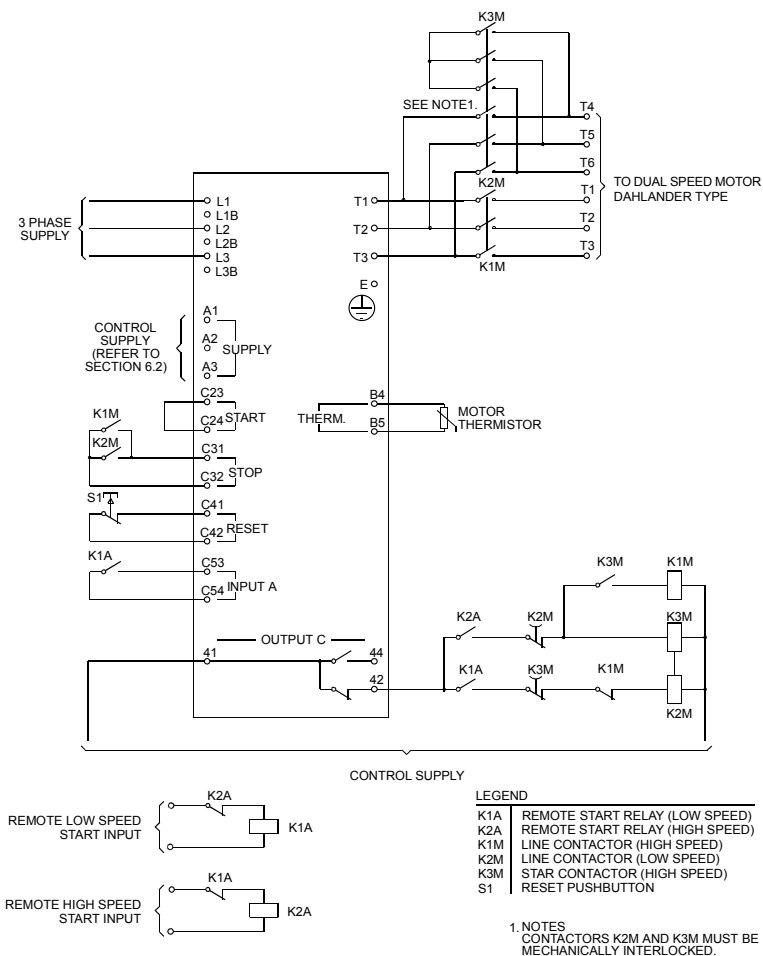 K3M
SEE NOTE1.
T4
T5
T6
K2M
T1
T2
T3
K1M
TO DUAL SPEED MOTOR
DAHLANDER TYPE
3 PHASE
SUPPLY
L1
L1B
L2
L2B
L3
L3B
T1
T2
T3
E
CONTROL
SUPPLY
(REFER TO
SECTION 6.2)
A1
A2
A3
SUPPLY
C23
C24
START
K1M
K2M
C31
C32
STOP
S1
C41
C42
RESET
K1A
C53
C54
INPUT A
THERM.
B4
B5
MOTOR
THERMISTOR
OUTPUT C
41
44
42
K3M
K1M
K2A
K2M
K3M
K1A
K3M
K1M
K2M
CONTROL SUPPLY
REMOTE LOW SPEED
START INPUT
K2A
K1A
REMOTE HIGH SPEED
START INPUT
K1A
K2A
LEGEND
K1A REMOTE START RELAY (LOW SPEED)
K2A REMOTE START RELAY (HIGH SPEED)
K1M LINE CONTACTOR (HIGH SPEED)
K2M LINE CONTACTOR (LOW SPEED)
K3M STAR CONTACTOR (HIGH SPEED)
S1 RESET PUSHBUTTON
1. NOTES
CONTACTORS K2M AND K3M MUST BE
MECHANICALLY INTERLOCKED.